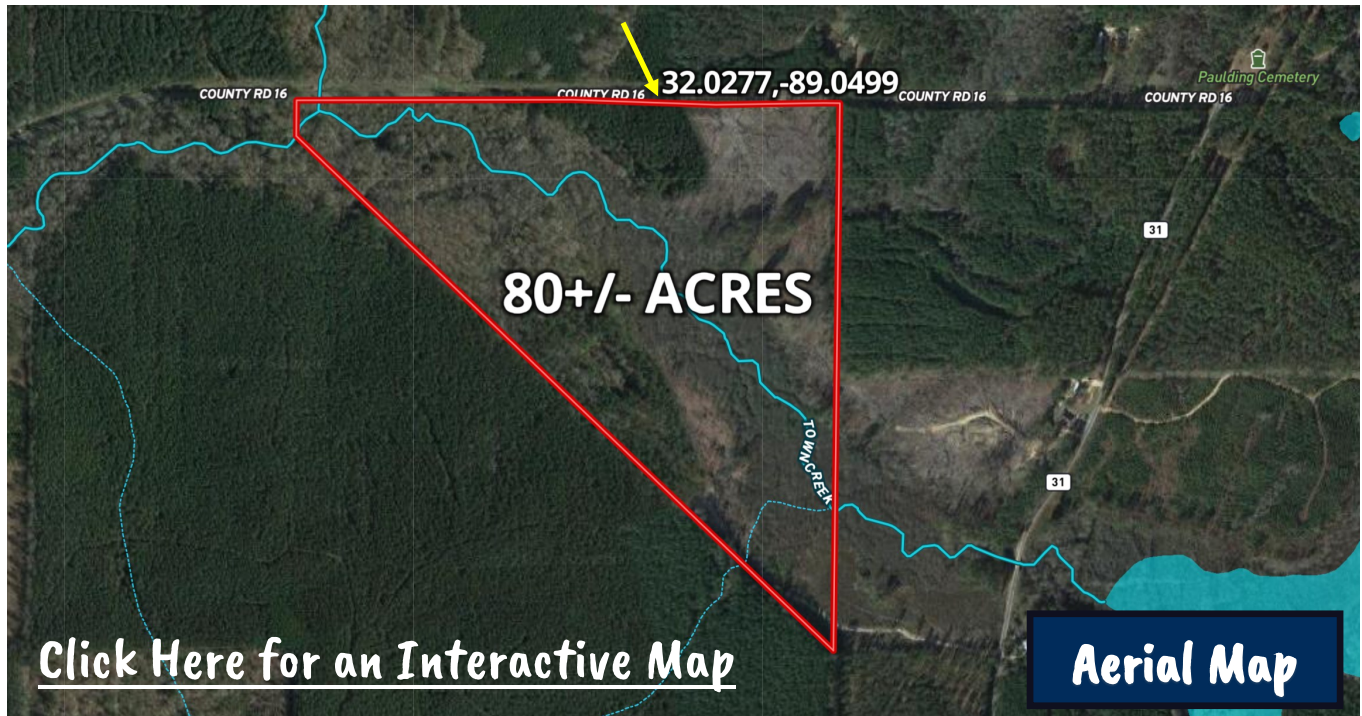 Paulding Cemetery
32.0277,-89.0499
COUNTY RD 16
COUNTY RD 16
COUNTY RD 16
COUNTY RD 16
31
80+/- ACRES
TOWN CREEK
31
Click Here for an Interactive Map
Aerial Map